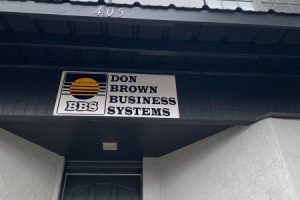 405
DON
BROWN
BUSINESS
SYSTEMS
BBS